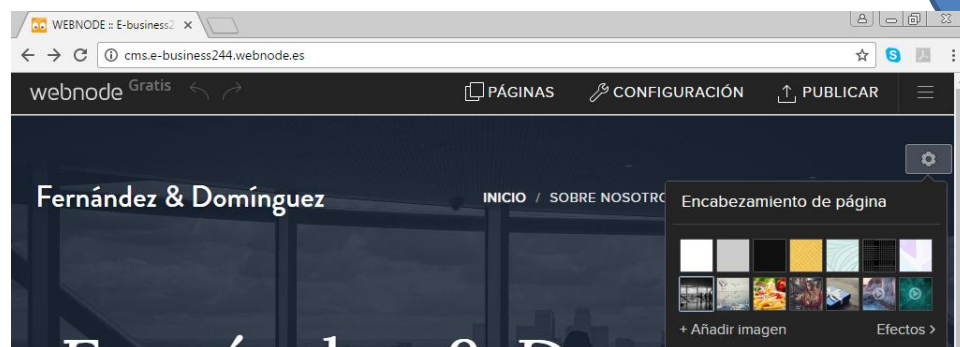 WEBNODE :: E-business2
cms.e-business244.webnode.es
webnode Gratis PÁGINAS CONFIGURACIÓN PUBLICAR
Fernández & Domínguez INICIO / SOBRE NOSOTRO
Encabezamiento de página
+ Añadir imagen Efectos >